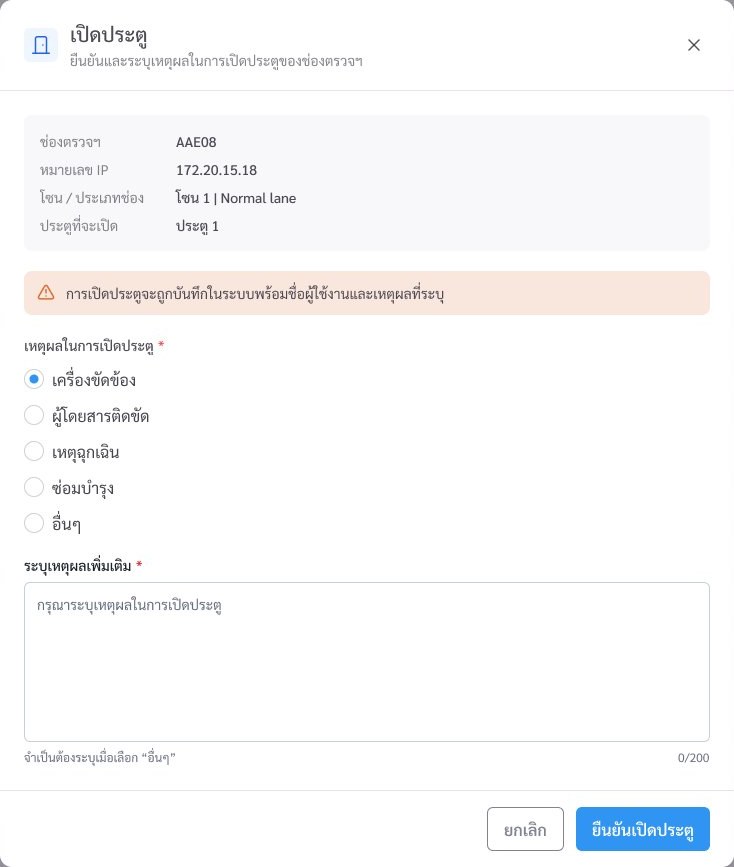 เปิดประตู
ยืนยันและระบุเหตุผลในการเปิดประตูของช่องตรวจฯ
ช่องตรวจฯ AAE08
หมายเลข IP 172.20.15.18
โซน / ประเภทช่อง โซน 1 | Normal lane
ประตูที่จะเปิด ประตู 1
การเปิดประตูจะถูกบันทึกในระบบพร้อมชื่อผู้ใช้งานและเหตุผลที่ระบุ
เหตุผลในการเปิดประตู *
เครื่องขัดข้อง
ผู้โดยสารติดขัด
เหตุฉุกเฉิน
ซ่อมบำรุง
อื่นๆ
ระบุเหตุผลเพิ่มเติม *
กรุณาระบุเหตุผลในการเปิดประตู
จำเป็นต้องระบุเมื่อเลือก “อื่นๆ” 0/200
ยกเลิก ยืนยันเปิดประตู